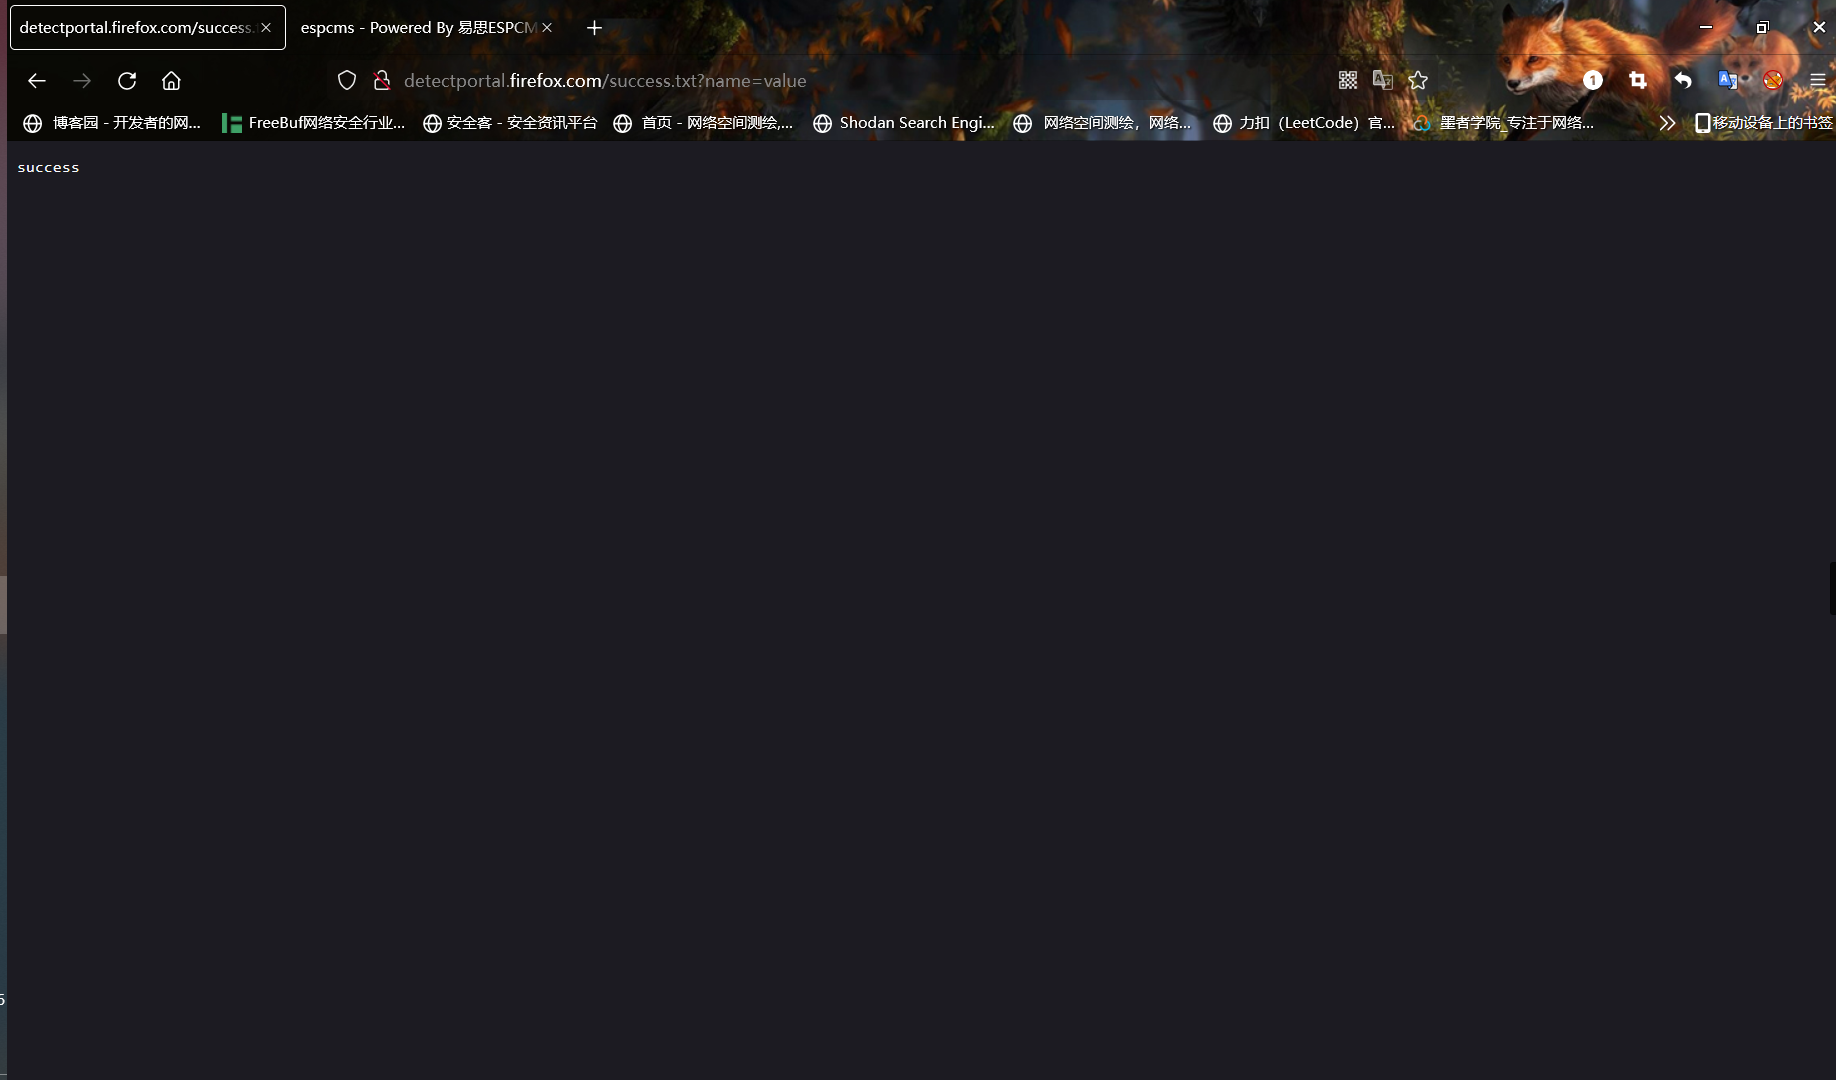 detectportal.firefox.com/success.
espcms - Powered By 易思ESPCM
detectportal.firefox.com/success.txt?name=value
1
博客园 - 开发者的网...
FreeBuf网络安全行业...
安全客 - 安全资讯平台
首页 - 网络空间测绘,...
Shodan Search Engi...
网络空间测绘，网络...
力扣（LeetCode）官...
墨者学院_专注于网络...
移动设备上的书签
success